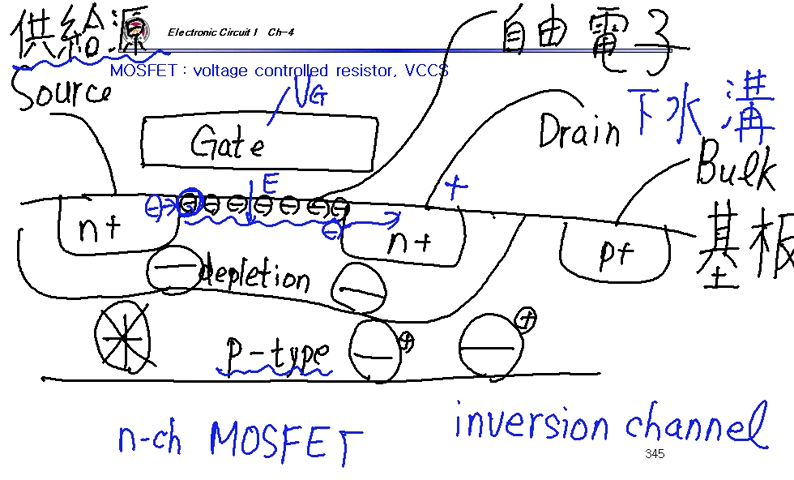 供給源
Electronic Circuit I Ch-4
自由電子
MOSFET : voltage controlled resistor, VCCS
Source
VG
Gate
Drain
下水溝
Bulk
E
+
n+
n+
p+
基板
depletion
p-type
n-ch MOSFET
inversion channel
345